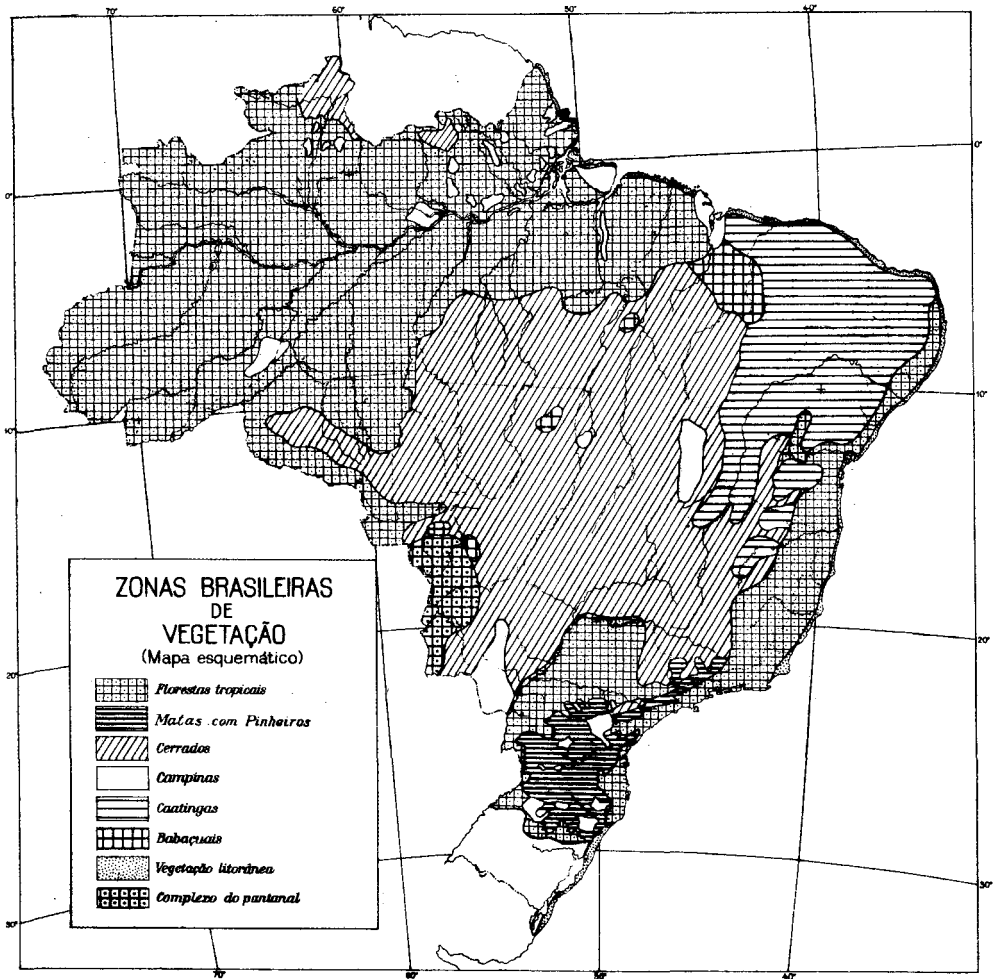 70°
60°
50°
40°
0°
0°
10°
10°
20°
20°
30°
30°
70°
60°
50°
40°
ZONAS BRASILEIRAS
DE
VEGETAÇÃO
(Mapa esquemático)
Florestas tropicais
Matas com Pinheiros
Cerrados
Campinas
Caatingas
Babaçuais
Vegetação litorânea
Complexo do pantanal